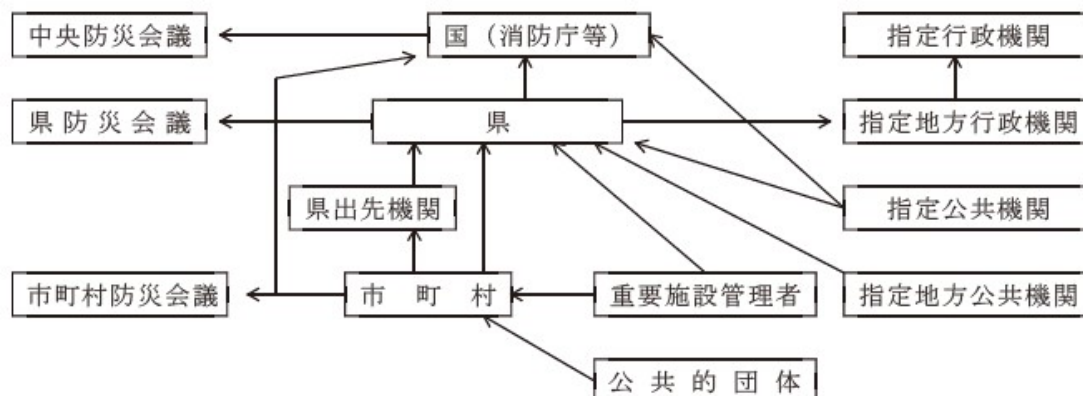 中央防災会議
国（消防庁等）
指定行政機関
県防災会議
県
指定地方行政機関
県出先機関
指定公共機関
市町村防災会議
市町村
重要施設管理者
指定地方公共機関
公共的団体